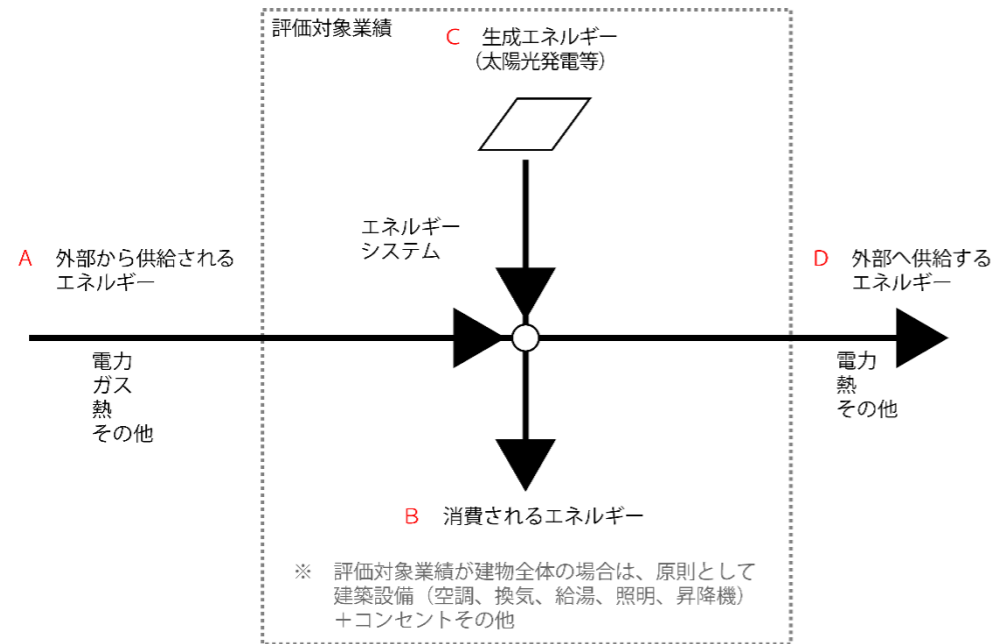 評価対象業績
C 生成エネルギー
(太陽光発電等)
エネルギー
システム
A 外部から供給される
エネルギー
電力
ガス
熱
その他
D 外部へ供給する
エネルギー
電力
熱
その他
B 消費されるエネルギー
※ 評価対象業績が建物全体の場合は、原則として
建築設備（空調、換気、給湯、照明、昇降機）
＋コンセントその他